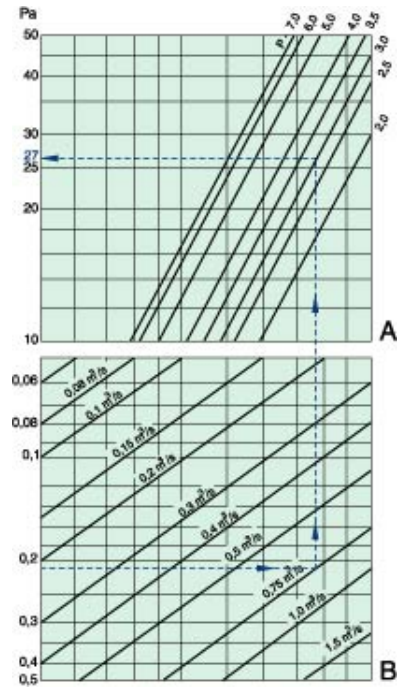 Pa
P 7,0 6,0 5,0 4,0 3,5
3,0
2,5
2,0
50
40
30
27
25
20
10
A
0,06
0,08
0,1
0,2
0,3
0,4
0,5
0,08 m³/s
0,1 m³/s
0,15 m³/s
0,2 m³/s
0,3 m³/s
0,4 m³/s
0,5 m³/s
0,75 m³/s
1,0 m³/s
1,5 m³/s
B